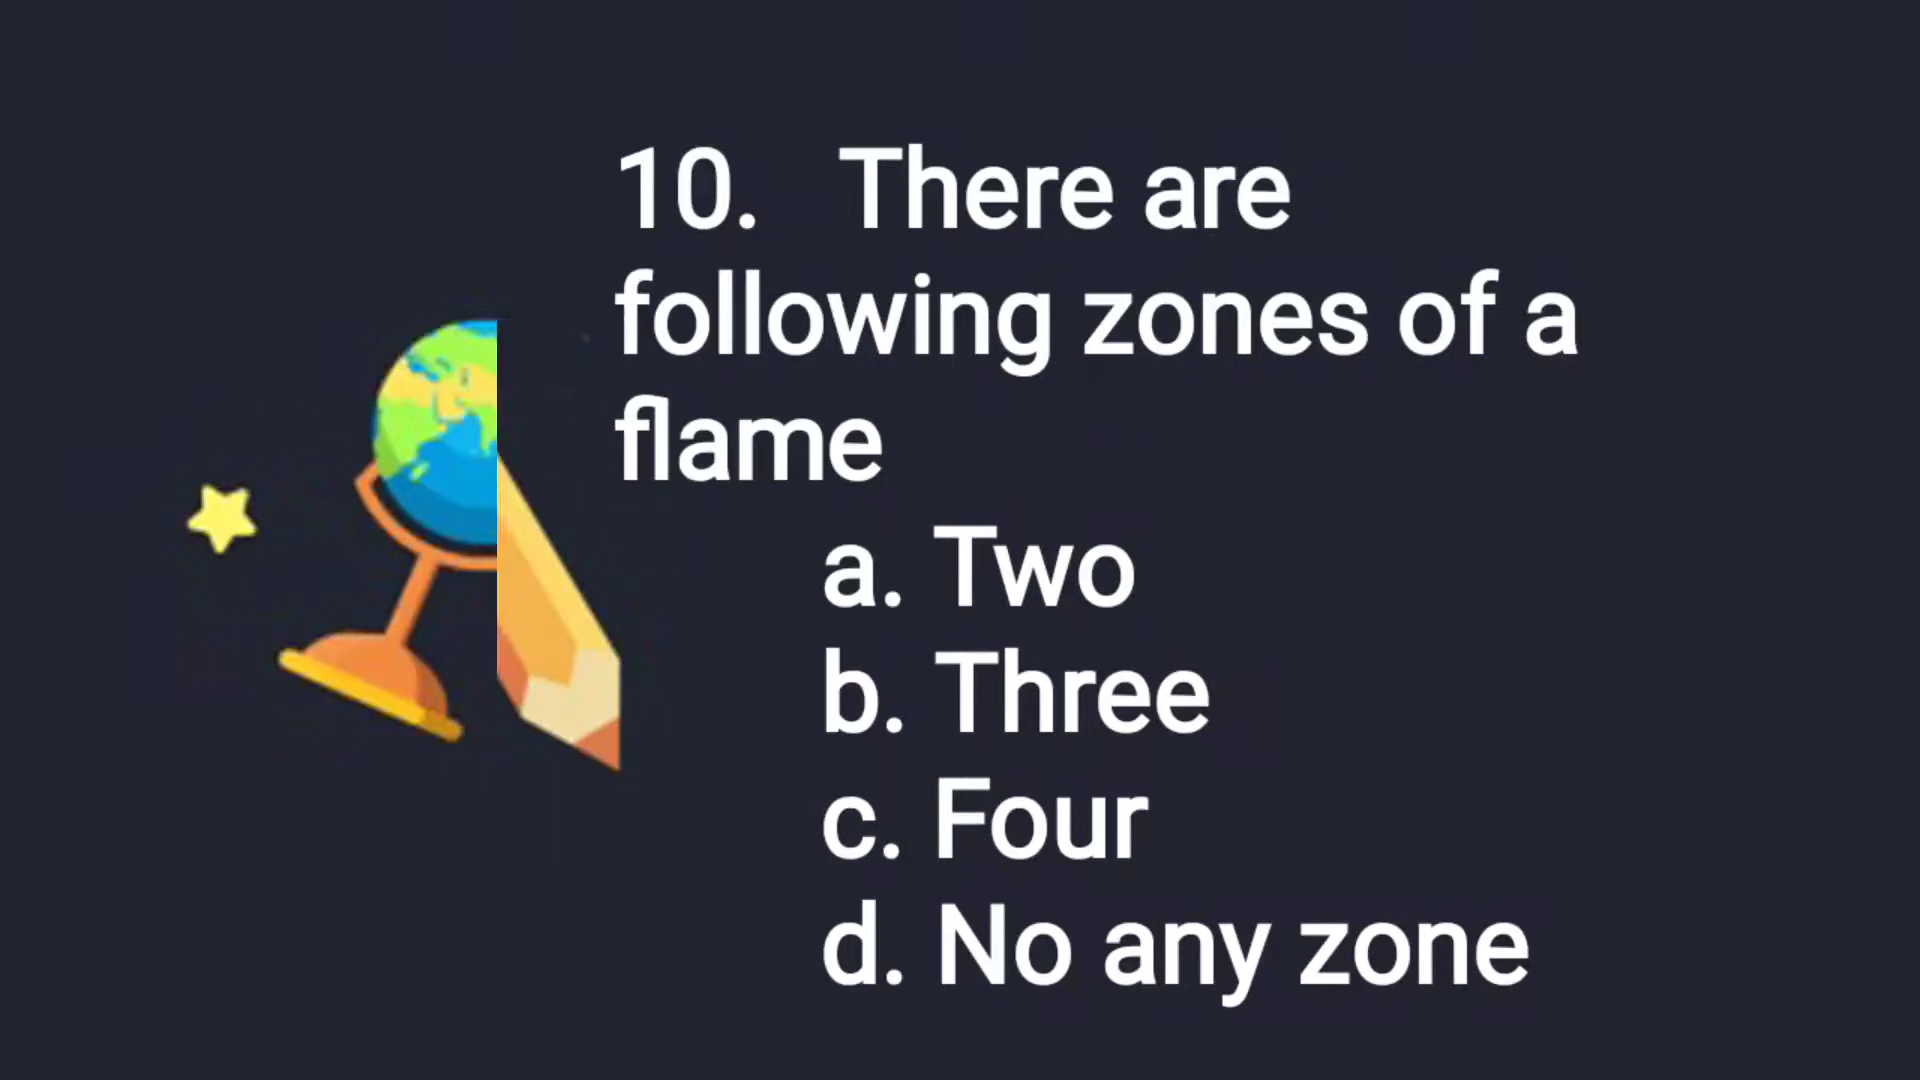 10. There are
following zones of a
flame
a. Two
b. Three
c. Four
d. No any zone